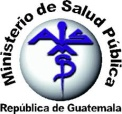 Ministerio de Salud Pública
República de Guatemala